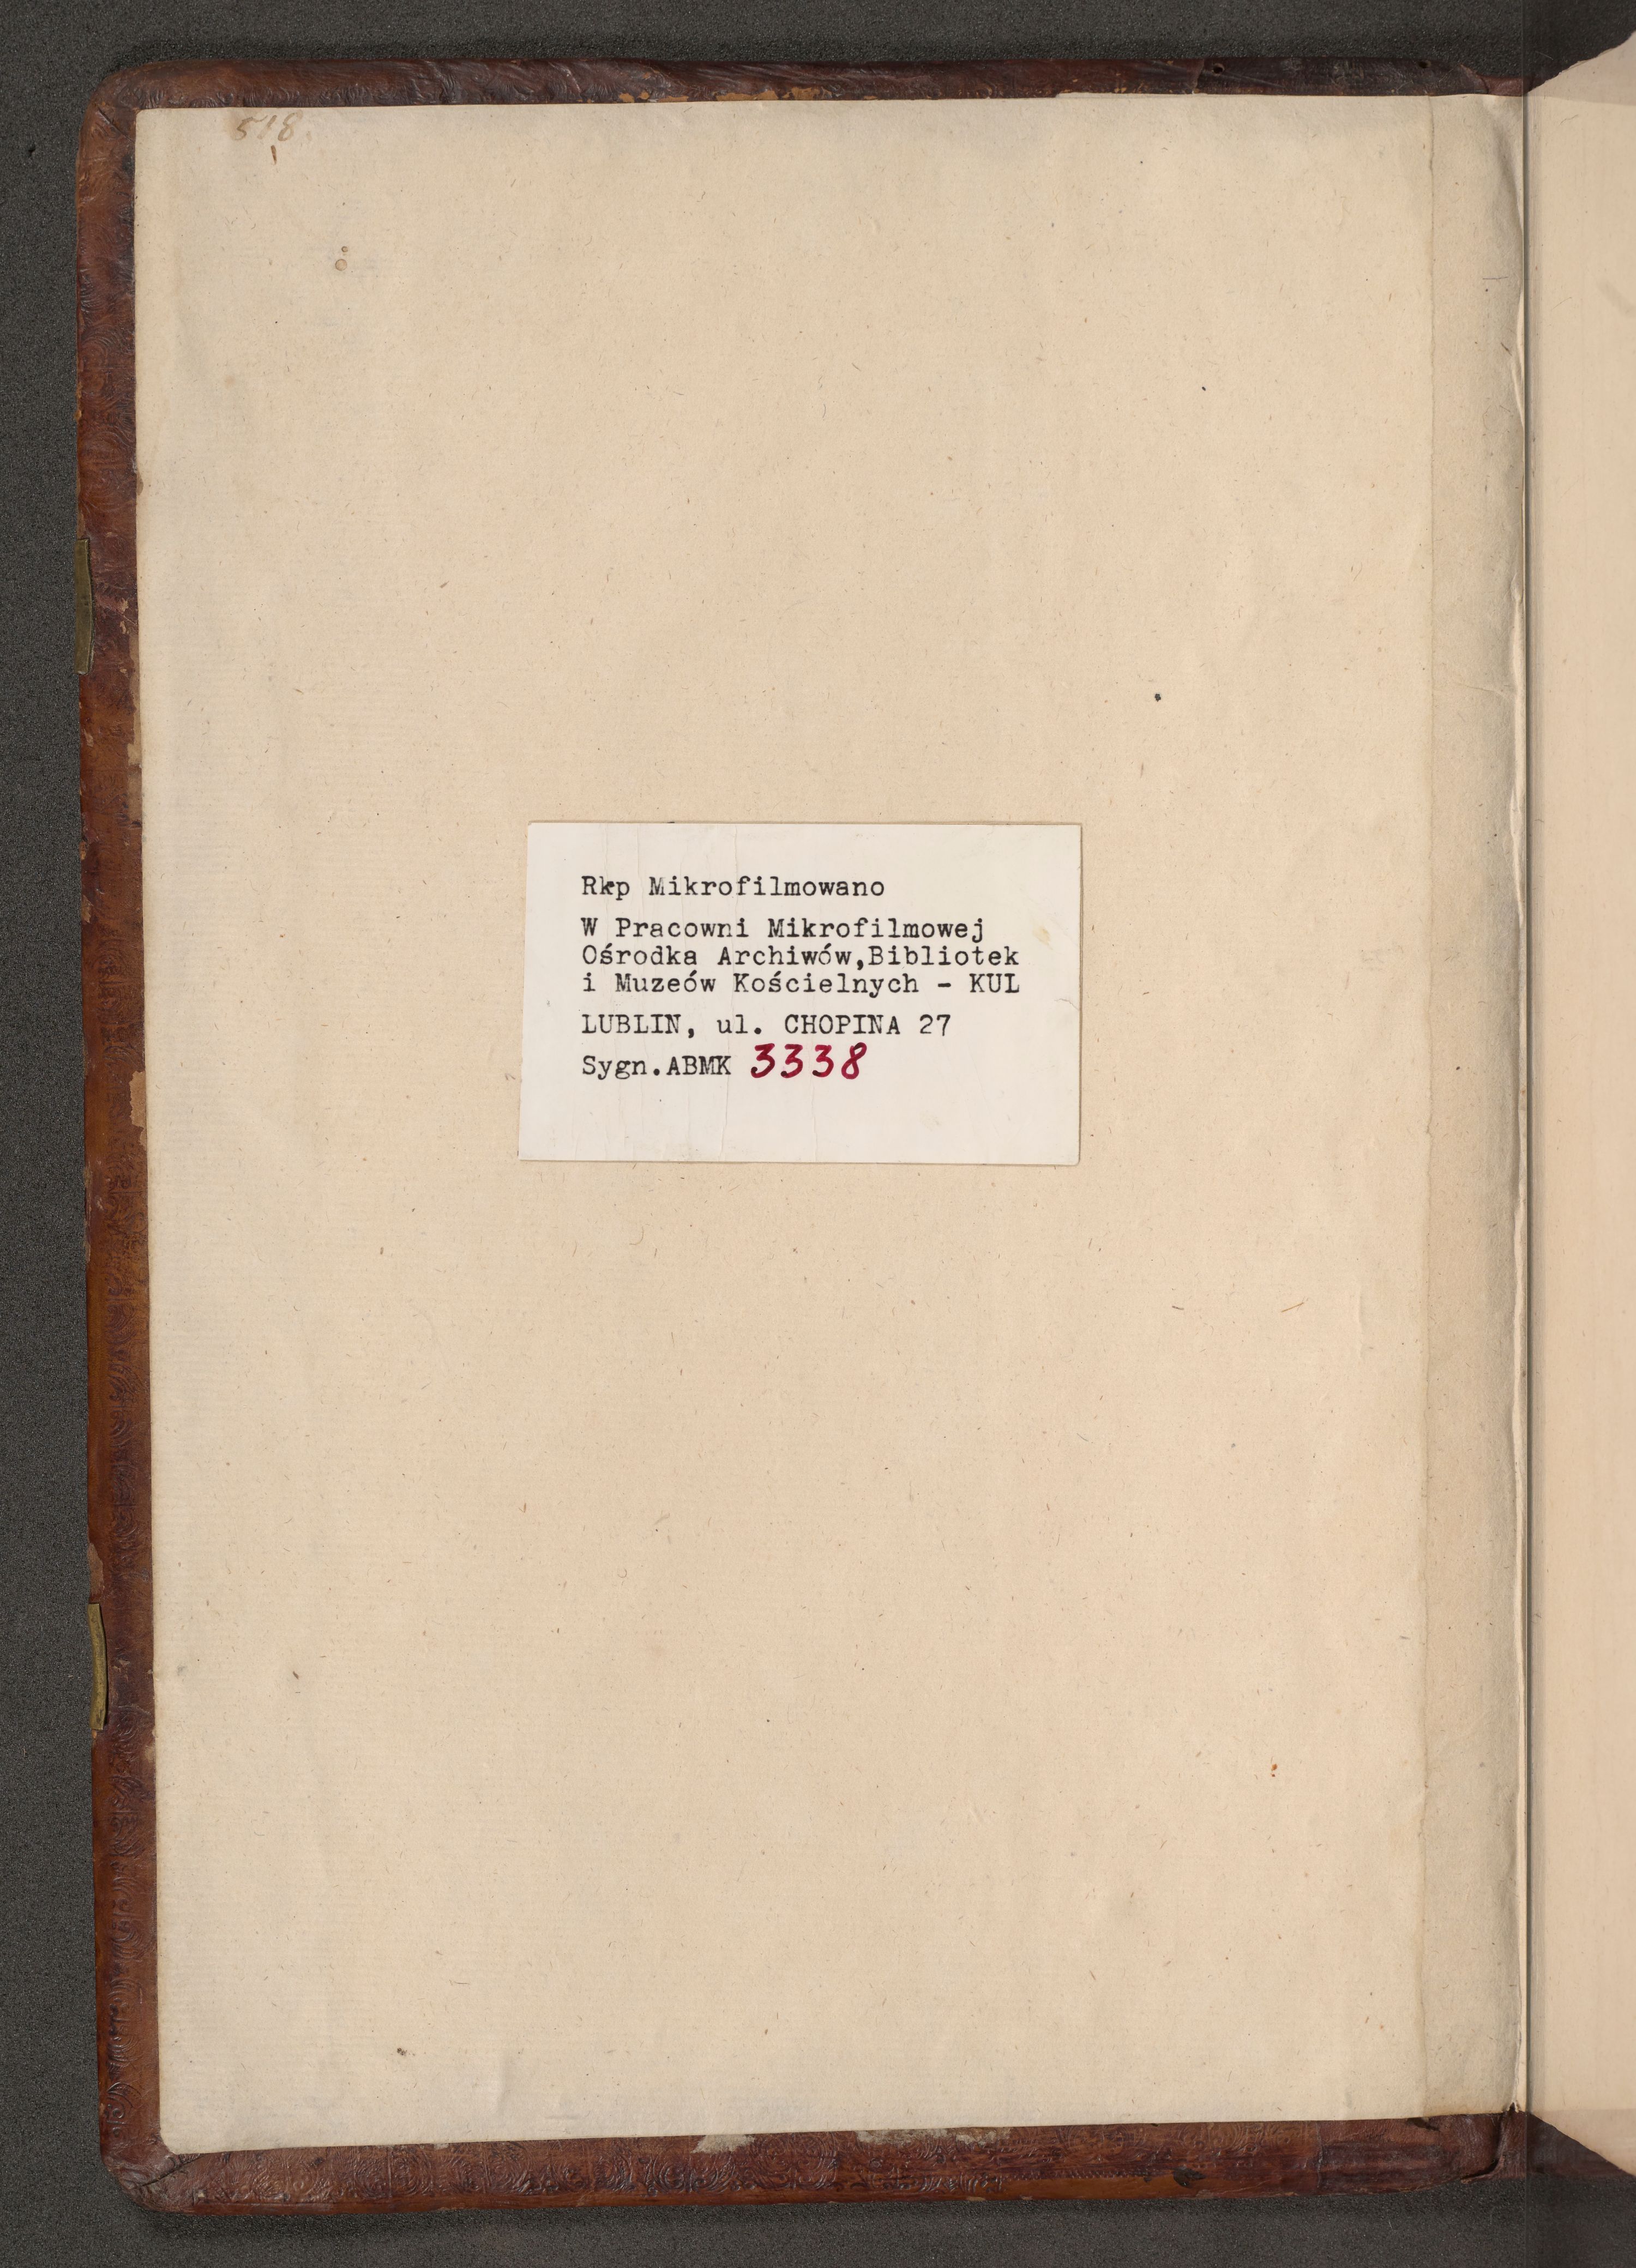 518.
Rkp Mikrofilmowano
W Pracowni Mikrofilmowej
Ośrodka Archiwów,Bibliotek
i Muzeów Kościelnych - KUL
LUBLIN, ul. CHOPINA 27
Sygn.ABMK 3338